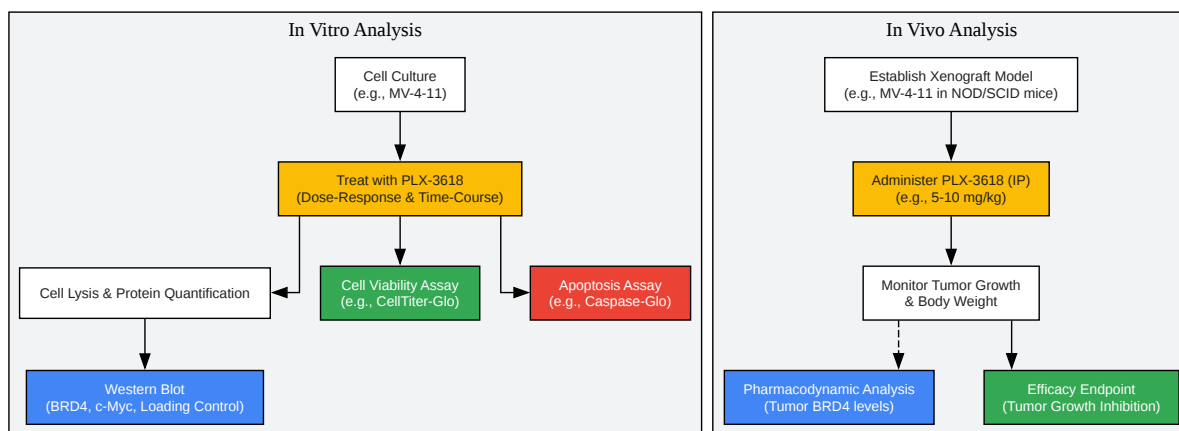 In Vitro Analysis
Cell Culture
(e.g., MV-4-11)
Treat with PLX-3618
(Dose-Response & Time-Course)
Cell Lysis & Protein Quantification
Cell Viability Assay
(e.g., CellTiter-Glo)
Apoptosis Assay
(e.g., Caspase-Glo)
Western Blot
(BRD4, c-Myc, Loading Control)
In Vivo Analysis
Establish Xenograft Model
(e.g., MV-4-11 in NOD/SCID mice)
Administer PLX-3618 (IP)
(e.g., 5-10 mg/kg)
Monitor Tumor Growth
& Body Weight
Pharmacodynamic Analysis
(Tumor BRD4 levels)
Efficacy Endpoint
(Tumor Growth Inhibition)